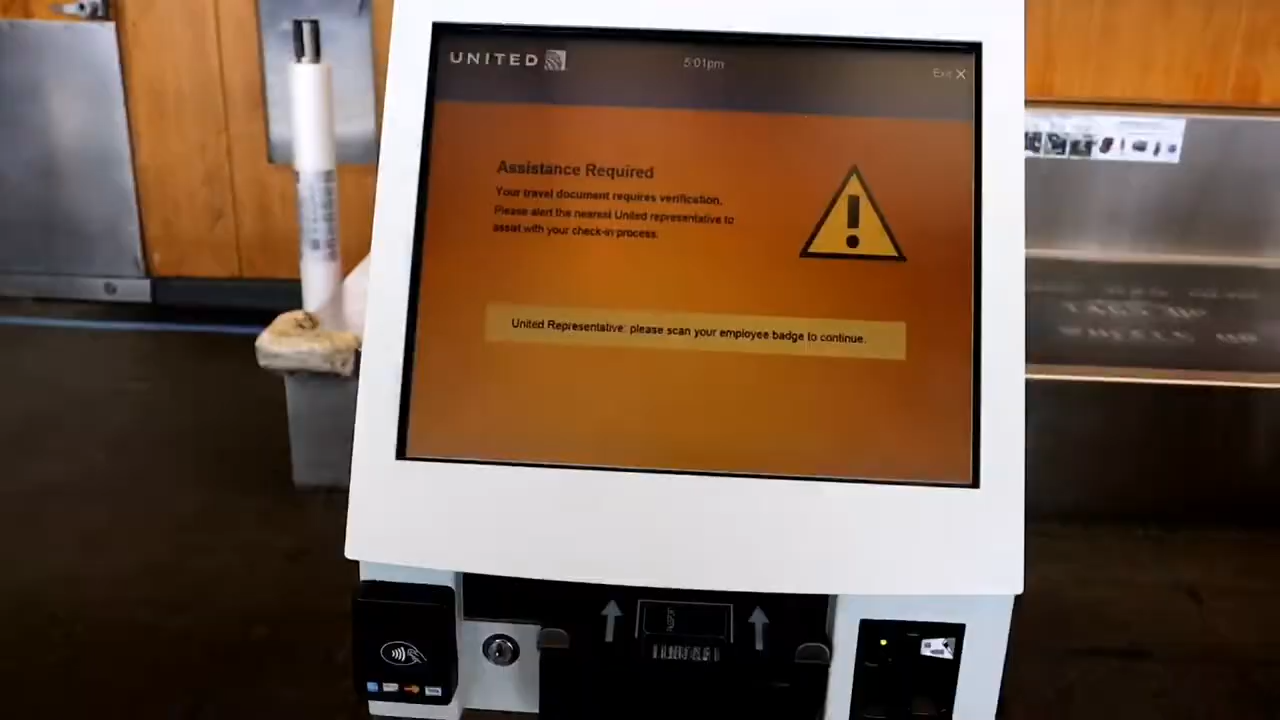 UNITED
5:01pm
Exit X
Assistance Required
Your travel document requires verification.
Please alert the nearest United representative to
assist with your check-in process.
United Representative: please scan your employee badge to continue.